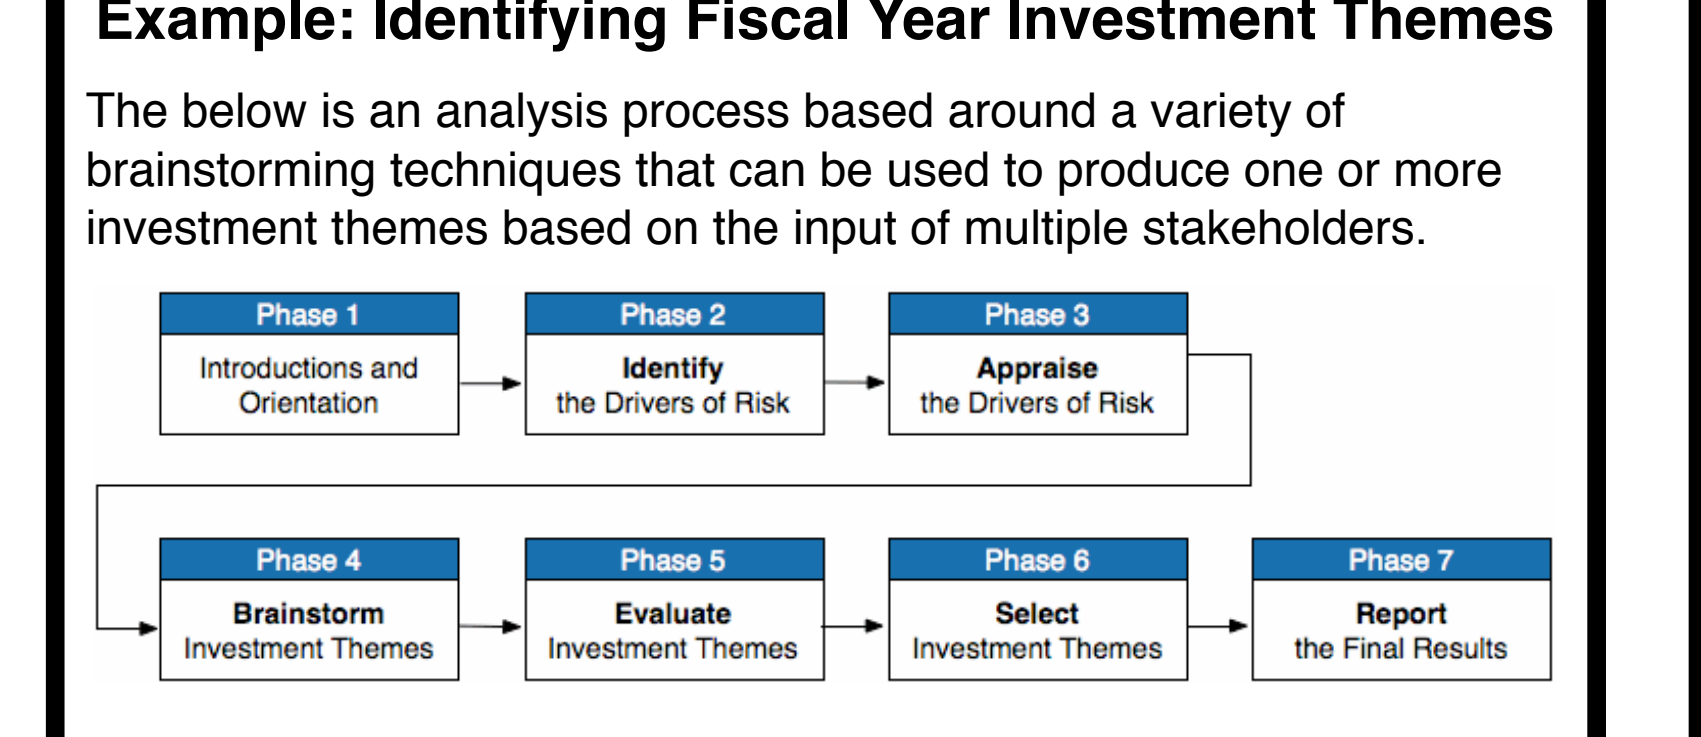 Example: Identifying Fiscal Year Investment Themes
The below is an analysis process based around a variety of
brainstorming techniques that can be used to produce one or more
investment themes based on the input of multiple stakeholders.
Phase 1
Introductions and
Orientation
Phase 2
Identify
the Drivers of Risk
Phase 3
Appraise
the Drivers of Risk
Phase 4
Brainstorm
Investment Themes
Phase 5
Evaluate
Investment Themes
Phase 6
Select
Investment Themes
Phase 7
Report
the Final Results